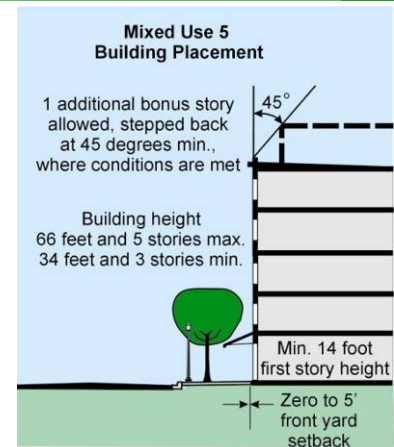 Mixed Use 5
Building Placement
1 additional bonus story
allowed, stepped back
at 45 degrees min.,
where conditions are met
45°
Building height
66 feet and 5 stories max.
34 feet and 3 stories min.
Min. 14 foot
first story height
Zero to 5'
front yard
setback